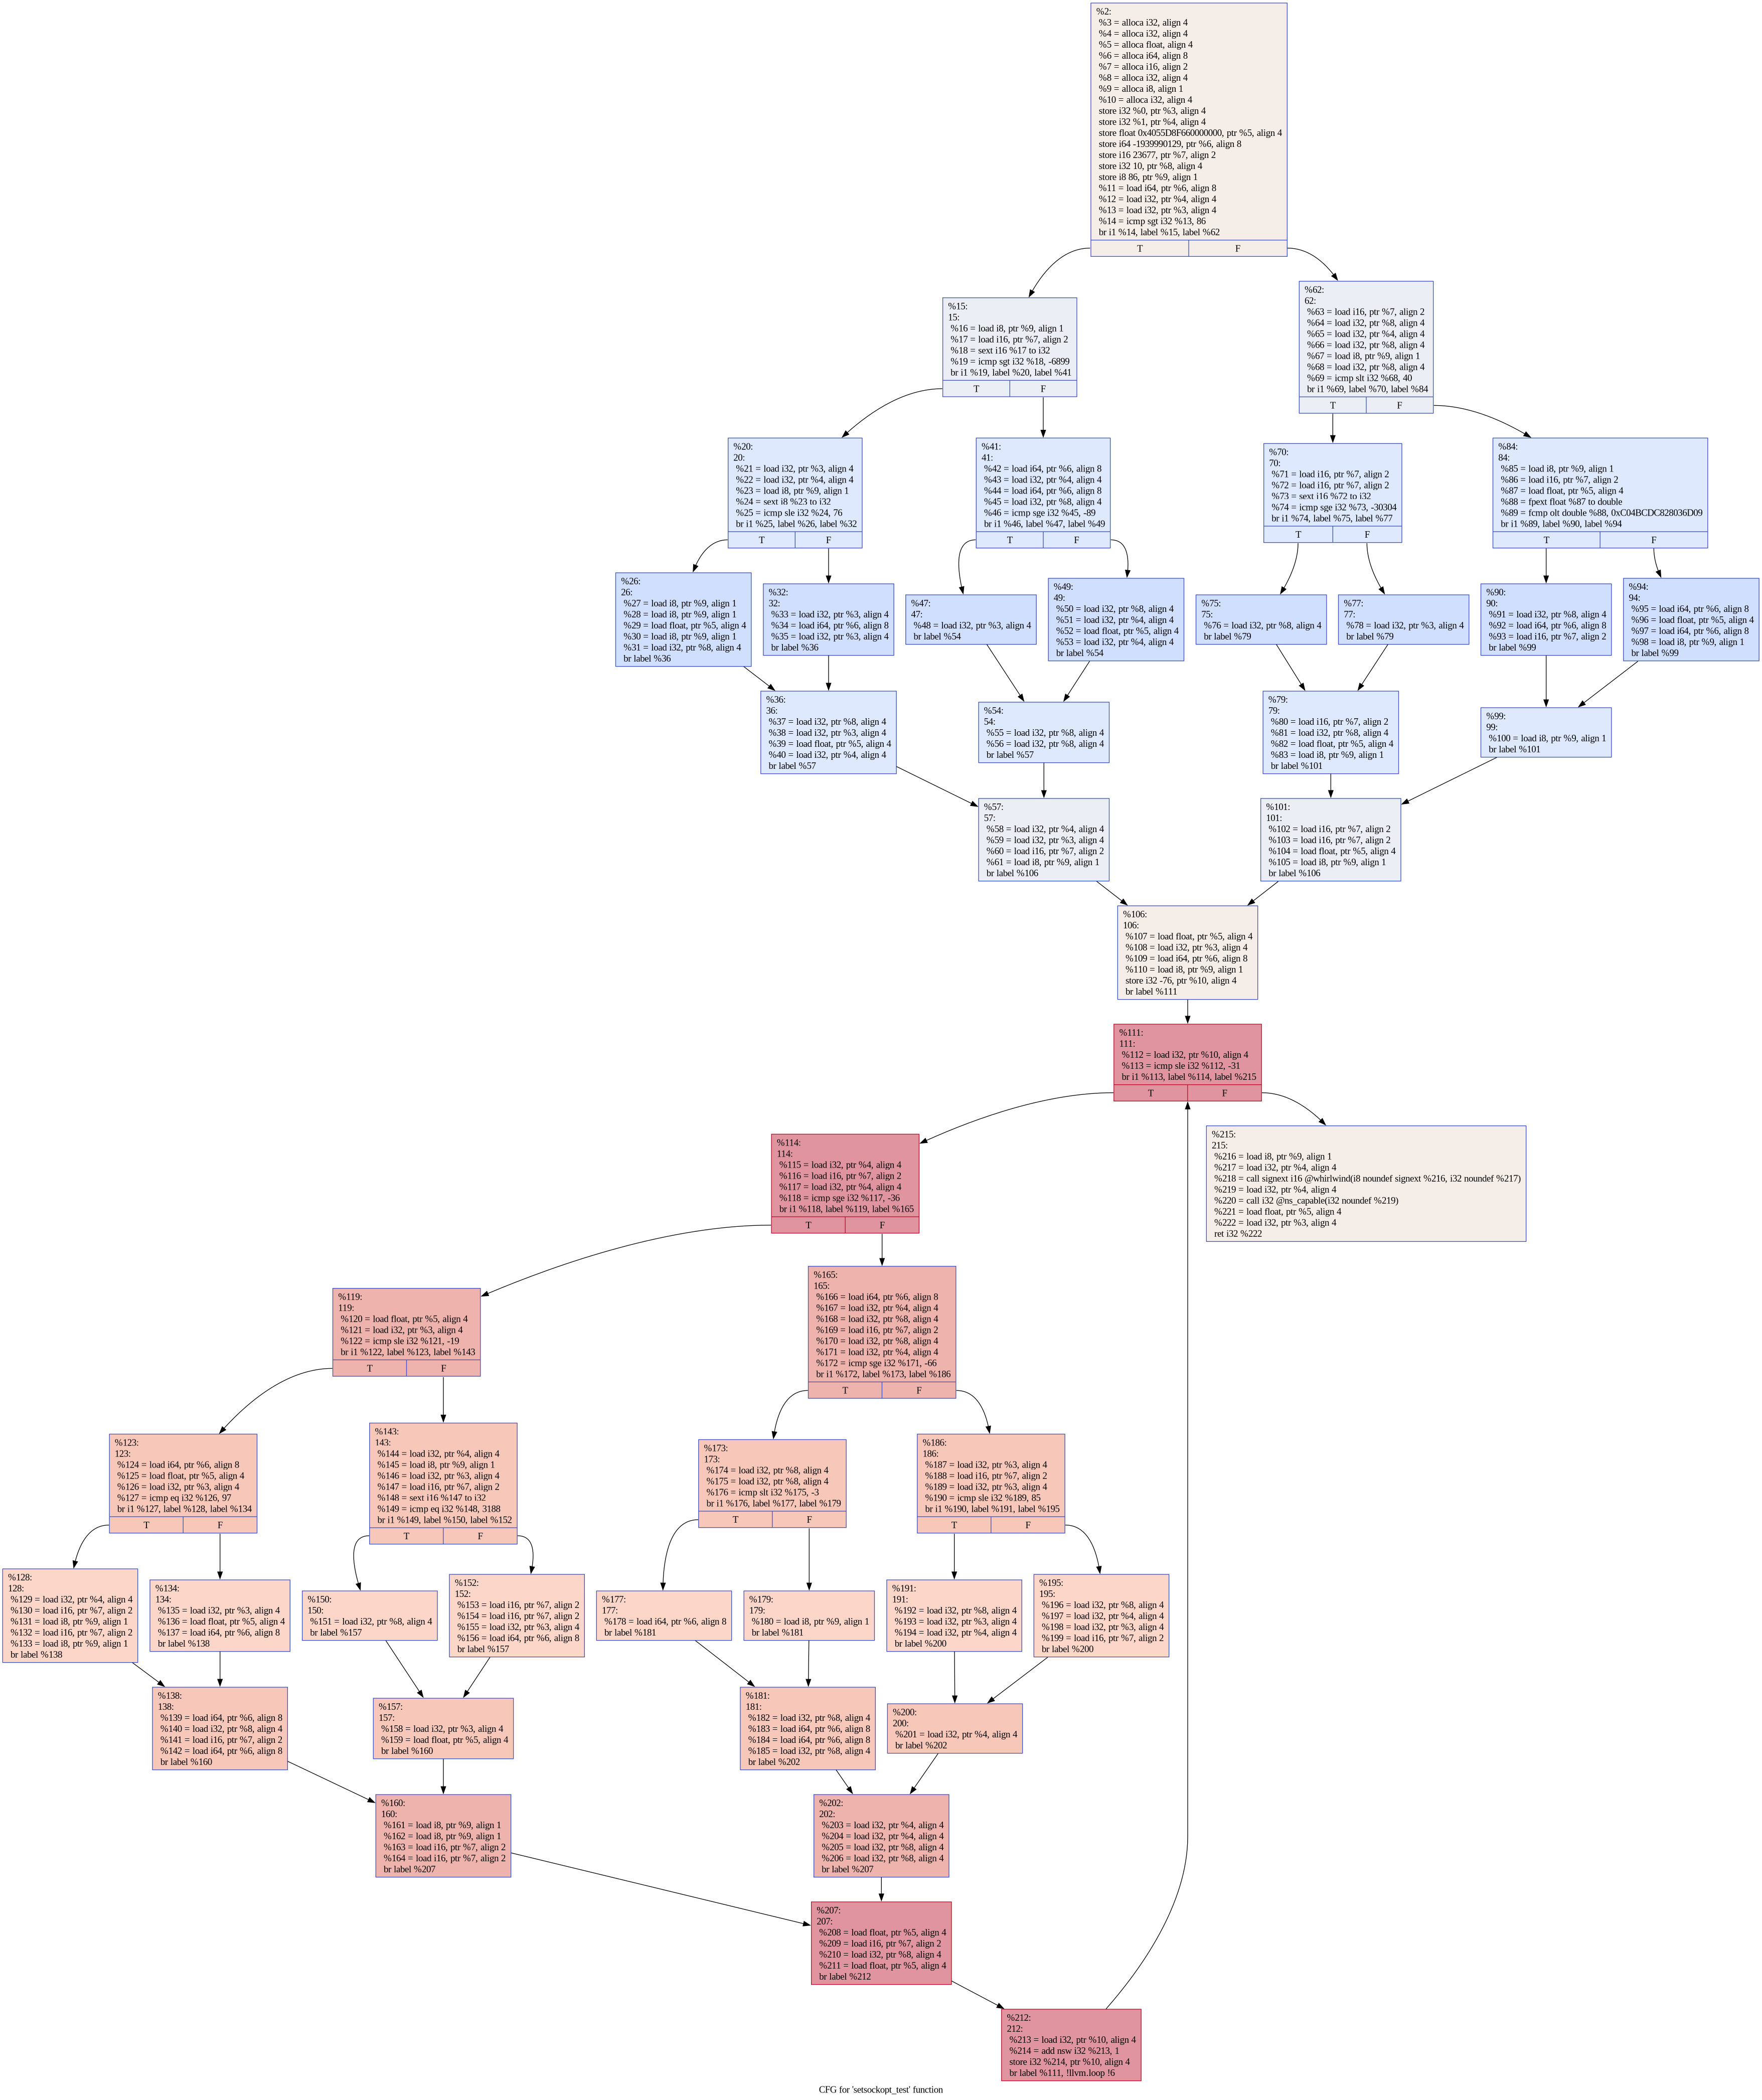 %2:
%3 = alloca i32, align 4
%4 = alloca i32, align 4
%5 = alloca float, align 4
%6 = alloca i64, align 8
%7 = alloca i16, align 2
%8 = alloca i32, align 4
%9 = alloca i8, align 1
%10 = alloca i32, align 4
store i32 %0, ptr %3, align 4
store i32 %1, ptr %4, align 4
store float 0x4055D8F660000000, ptr %5, align 4
store i64 -1939990129, ptr %6, align 8
store i16 23677, ptr %7, align 2
store i32 10, ptr %8, align 4
store i8 86, ptr %9, align 1
%11 = load i64, ptr %6, align 8
%12 = load i32, ptr %4, align 4
%13 = load i32, ptr %3, align 4
%14 = icmp sgt i32 %13, 86
br i1 %14, label %15, label %62
T F
%15:
15:
%16 = load i8, ptr %9, align 1
%17 = load i16, ptr %7, align 2
%18 = sext i16 %17 to i32
%19 = icmp sgt i32 %18, -6899
br i1 %19, label %20, label %41
T F
%62:
62:
%63 = load i16, ptr %7, align 2
%64 = load i32, ptr %8, align 4
%65 = load i32, ptr %4, align 4
%66 = load i32, ptr %8, align 4
%67 = load i8, ptr %9, align 1
%68 = load i32, ptr %8, align 4
%69 = icmp slt i32 %68, 40
br i1 %69, label %70, label %84
T F
%20:
20:
%21 = load i32, ptr %3, align 4
%22 = load i32, ptr %4, align 4
%23 = load i8, ptr %9, align 1
%24 = sext i8 %23 to i32
%25 = icmp sle i32 %24, 76
br i1 %25, label %26, label %32
T F
%41:
41:
%42 = load i64, ptr %6, align 8
%43 = load i32, ptr %4, align 4
%44 = load i64, ptr %6, align 8
%45 = load i32, ptr %8, align 4
%46 = icmp sge i32 %45, -89
br i1 %46, label %47, label %49
T F
%70:
70:
%71 = load i16, ptr %7, align 2
%72 = load i16, ptr %7, align 2
%73 = sext i16 %72 to i32
%74 = icmp sge i32 %73, -30304
br i1 %74, label %75, label %77
T F
%84:
84:
%85 = load i8, ptr %9, align 1
%86 = load i16, ptr %7, align 2
%87 = load float, ptr %5, align 4
%88 = fpext float %87 to double
%89 = fcmp olt double %88, 0xC04BCDC828036D09
br i1 %89, label %90, label %94
T F
%26:
26:
%27 = load i8, ptr %9, align 1
%28 = load i8, ptr %9, align 1
%29 = load float, ptr %5, align 4
%30 = load i8, ptr %9, align 1
%31 = load i32, ptr %8, align 4
br label %36
%32:
32:
%33 = load i32, ptr %3, align 4
%34 = load i64, ptr %6, align 8
%35 = load i32, ptr %3, align 4
br label %36
%47:
47:
%48 = load i32, ptr %3, align 4
br label %54
%49:
49:
%50 = load i32, ptr %8, align 4
%51 = load i32, ptr %4, align 4
%52 = load float, ptr %5, align 4
%53 = load i32, ptr %4, align 4
br label %54
%75:
75:
%76 = load i32, ptr %8, align 4
br label %79
%77:
77:
%78 = load i32, ptr %3, align 4
br label %79
%90:
90:
%91 = load i32, ptr %8, align 4
%92 = load i64, ptr %6, align 8
%93 = load i16, ptr %7, align 2
br label %99
%94:
94:
%95 = load i64, ptr %6, align 8
%96 = load float, ptr %5, align 4
%97 = load i64, ptr %6, align 8
%98 = load i8, ptr %9, align 1
br label %99
%36:
36:
%37 = load i32, ptr %8, align 4
%38 = load i32, ptr %3, align 4
%39 = load float, ptr %5, align 4
%40 = load i32, ptr %4, align 4
br label %57
%54:
54:
%55 = load i32, ptr %8, align 4
%56 = load i32, ptr %8, align 4
br label %57
%79:
79:
%80 = load i16, ptr %7, align 2
%81 = load i32, ptr %8, align 4
%82 = load float, ptr %5, align 4
%83 = load i8, ptr %9, align 1
br label %101
%99:
99:
%100 = load i8, ptr %9, align 1
br label %101
%57:
57:
%58 = load i32, ptr %4, align 4
%59 = load i32, ptr %3, align 4
%60 = load i16, ptr %7, align 2
%61 = load i8, ptr %9, align 1
br label %106
%101:
101:
%102 = load i16, ptr %7, align 2
%103 = load i16, ptr %7, align 2
%104 = load float, ptr %5, align 4
%105 = load i8, ptr %9, align 1
br label %106
%106:
106:
%107 = load float, ptr %5, align 4
%108 = load i32, ptr %3, align 4
%109 = load i64, ptr %6, align 8
%110 = load i8, ptr %9, align 1
store i32 -76, ptr %10, align 4
br label %111
%111:
111:
%112 = load i32, ptr %10, align 4
%113 = icmp sle i32 %112, -31
br i1 %113, label %114, label %215
T F
%114:
114:
%115 = load i32, ptr %4, align 4
%116 = load i16, ptr %7, align 2
%117 = load i32, ptr %4, align 4
%118 = icmp sge i32 %117, -36
br i1 %118, label %119, label %165
T F
%215:
215:
%216 = load i8, ptr %9, align 1
%217 = load i32, ptr %4, align 4
%218 = call signext i16 @whirlwind(i8 noundef signext %216, i32 noundef %217)
%219 = load i32, ptr %4, align 4
%220 = call i32 @ns_capable(i32 noundef %219)
%221 = load float, ptr %5, align 4
%222 = load i32, ptr %3, align 4
ret i32 %222
%119:
119:
%120 = load float, ptr %5, align 4
%121 = load i32, ptr %3, align 4
%122 = icmp sle i32 %121, -19
br i1 %122, label %123, label %143
T F
%165:
165:
%166 = load i64, ptr %6, align 8
%167 = load i32, ptr %4, align 4
%168 = load i32, ptr %8, align 4
%169 = load i16, ptr %7, align 2
%170 = load i32, ptr %8, align 4
%171 = load i32, ptr %4, align 4
%172 = icmp sge i32 %171, -66
br i1 %172, label %173, label %186
T F
%123:
123:
%124 = load i64, ptr %6, align 8
%125 = load float, ptr %5, align 4
%126 = load i32, ptr %3, align 4
%127 = icmp eq i32 %126, 97
br i1 %127, label %128, label %134
T F
%143:
143:
%144 = load i32, ptr %4, align 4
%145 = load i8, ptr %9, align 1
%146 = load i32, ptr %3, align 4
%147 = load i16, ptr %7, align 2
%148 = sext i16 %147 to i32
%149 = icmp eq i32 %148, 3188
br i1 %149, label %150, label %152
T F
%173:
173:
%174 = load i32, ptr %8, align 4
%175 = load i32, ptr %8, align 4
%176 = icmp slt i32 %175, -3
br i1 %176, label %177, label %179
T F
%186:
186:
%187 = load i32, ptr %3, align 4
%188 = load i16, ptr %7, align 2
%189 = load i32, ptr %3, align 4
%190 = icmp sle i32 %189, 85
br i1 %190, label %191, label %195
T F
%128:
128:
%129 = load i32, ptr %4, align 4
%130 = load i16, ptr %7, align 2
%131 = load i8, ptr %9, align 1
%132 = load i16, ptr %7, align 2
%133 = load i8, ptr %9, align 1
br label %138
%134:
134:
%135 = load i32, ptr %3, align 4
%136 = load float, ptr %5, align 4
%137 = load i64, ptr %6, align 8
br label %138
%150:
150:
%151 = load i32, ptr %8, align 4
br label %157
%152:
152:
%153 = load i16, ptr %7, align 2
%154 = load i16, ptr %7, align 2
%155 = load i32, ptr %3, align 4
%156 = load i64, ptr %6, align 8
br label %157
%177:
177:
%178 = load i64, ptr %6, align 8
br label %181
%179:
179:
%180 = load i8, ptr %9, align 1
br label %181
%191:
191:
%192 = load i32, ptr %8, align 4
%193 = load i32, ptr %3, align 4
%194 = load i32, ptr %4, align 4
br label %200
%195:
195:
%196 = load i32, ptr %8, align 4
%197 = load i32, ptr %4, align 4
%198 = load i32, ptr %3, align 4
%199 = load i16, ptr %7, align 2
br label %200
%138:
138:
%139 = load i64, ptr %6, align 8
%140 = load i32, ptr %8, align 4
%141 = load i16, ptr %7, align 2
%142 = load i64, ptr %6, align 8
br label %160
%157:
157:
%158 = load i32, ptr %3, align 4
%159 = load float, ptr %5, align 4
br label %160
%181:
181:
%182 = load i32, ptr %8, align 4
%183 = load i64, ptr %6, align 8
%184 = load i64, ptr %6, align 8
%185 = load i32, ptr %8, align 4
br label %202
%200:
200:
%201 = load i32, ptr %4, align 4
br label %202
%160:
160:
%161 = load i8, ptr %9, align 1
%162 = load i8, ptr %9, align 1
%163 = load i16, ptr %7, align 2
%164 = load i16, ptr %7, align 2
br label %207
%202:
202:
%203 = load i32, ptr %4, align 4
%204 = load i32, ptr %4, align 4
%205 = load i32, ptr %8, align 4
%206 = load i32, ptr %8, align 4
br label %207
%207:
207:
%208 = load float, ptr %5, align 4
%209 = load i16, ptr %7, align 2
%210 = load i32, ptr %8, align 4
%211 = load float, ptr %5, align 4
br label %212
%212:
212:
%213 = load i32, ptr %10, align 4
%214 = add nsw i32 %213, 1
store i32 %214, ptr %10, align 4
br label %111, !llvm.loop !6
CFG for 'setsockopt_test' function